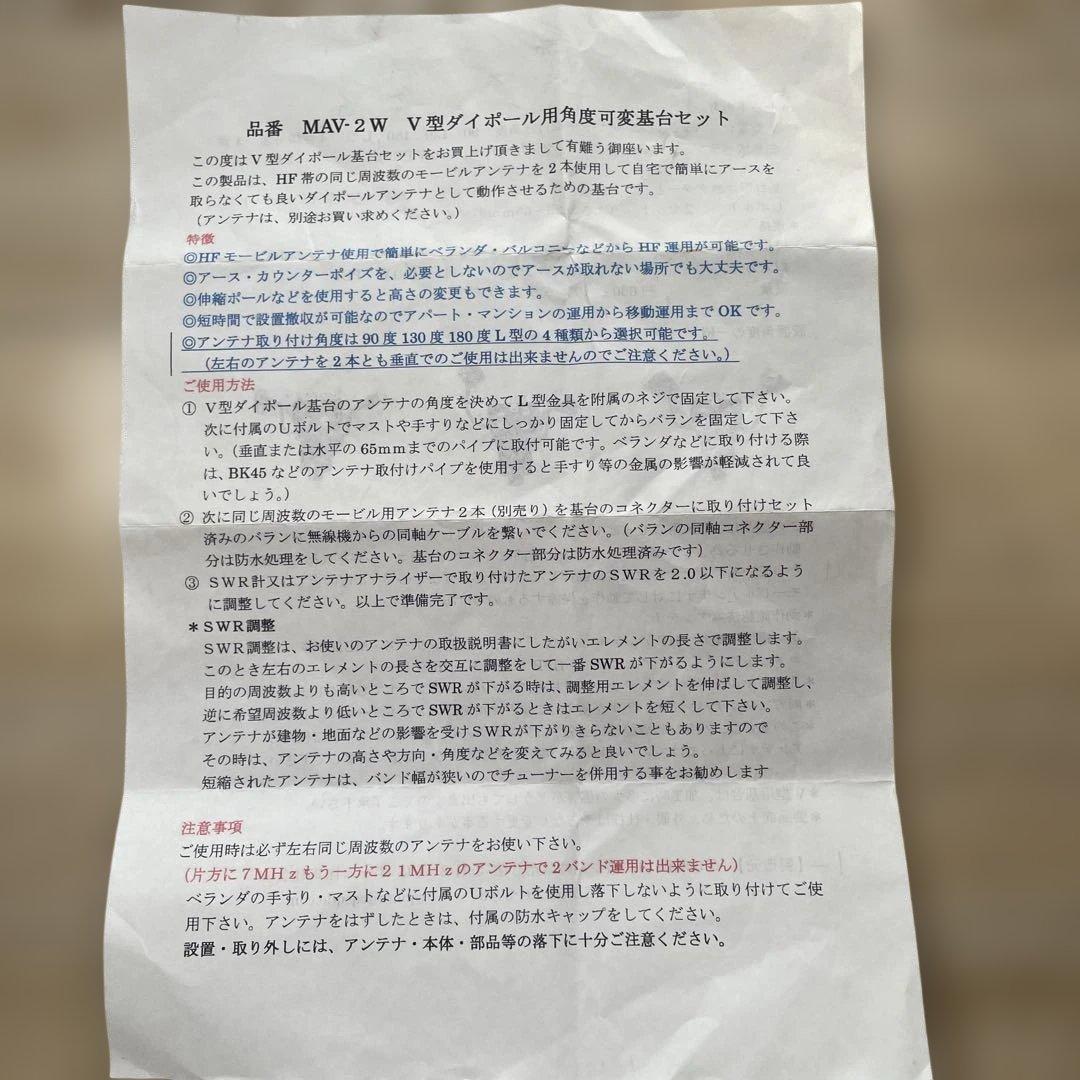 品番 MAV-2W V型ダイポール用角度可変基台セット
この度はV型ダイポール基台セットをお買上げ頂きまして有難う御座います。
この製品は、HF帯の同じ周波数のモービルアンテナを2本使用して自宅で簡単にアースを
取らなくても良いダイポールアンテナとして動作させるための基台です。
(アンテナは、別途お買い求めください。)
特徴
◎HFモービルアンテナ使用で簡単にベランダ・バルコニーなどからHF運用が可能です。
◎アース・カウンターポイズを、必要としないのでアースが取れない場所でも大丈夫です。
◎伸縮ポールなどを使用すると高さの変更もできます。
◎短時間で設置撤収が可能なのでアパート・マンションの運用から移動運用までOKです。
◎アンテナ取り付け角度は90度130度180度L型の4種類から選択可能です。
(左右のアンテナを2本とも垂直でのご使用は出来ませんのでご注意ください。)
ご使用方法
① V型ダイポール基台のアンテナの角度を決めてL型金具を附属のネジで固定して下さい。
次に付属のUボルトでマストや手すりなどにしっかり固定してからバランを固定して下さ
い。(垂直または水平の65mmまでのパイプに取付可能です。ベランダなどに取り付ける際
は、BK45などのアンテナ取付けパイプを使用すると手すり等の金属の影響が軽減されて良
いでしょう。)
② 次に同じ周波数のモービル用アンテナ2本(別売り)を基台のコネクターに取り付けセット
済みのバランに無線機からの同軸ケーブルを繋いでください。(バランの同軸コネクター部
分は防水処理をしてください。基台のコネクター部分は防水処理済みです)
③ SWR計又はアンテナアナライザーで取り付けたアンテナのSWRを2.0以下になるよう
に調整してください。以上で準備完了です。
＊SWR調整
SWR調整は、お使いのアンテナの取扱説明書にしたがいエレメントの長さで調整します。
このとき左右のエレメントの長さを交互に調整をして一番SWRが下がるようにします。
目的の周波数よりも高いところでSWRが下がる時は、調整用エレメントを伸ばして調整し、
逆に希望周波数より低いところでSWRが下がるときはエレメントを短くして下さい。
アンテナが建物・地面などの影響を受けSWRが下がりきらないこともありますので
その時は、アンテナの高さや方向・角度などを変えてみると良いでしょう。
短縮されたアンテナは、バンド幅が狭いのでチューナーを併用する事をお勧めします
注意事項
ご使用時は必ず左右同じ周波数のアンテナをお使い下さい。
(片方に7MHzもう一方に21MHzのアンテナで2バンド運用は出来ません)
ベランダの手すり・マストなどに付属のUボルトを使用し落下しないように取り付けてご使
用下さい。アンテナをはずしたときは、付属の防水キャップをしてください。
設置・取り外しには、アンテナ・本体・部品等の落下に十分ご注意ください。